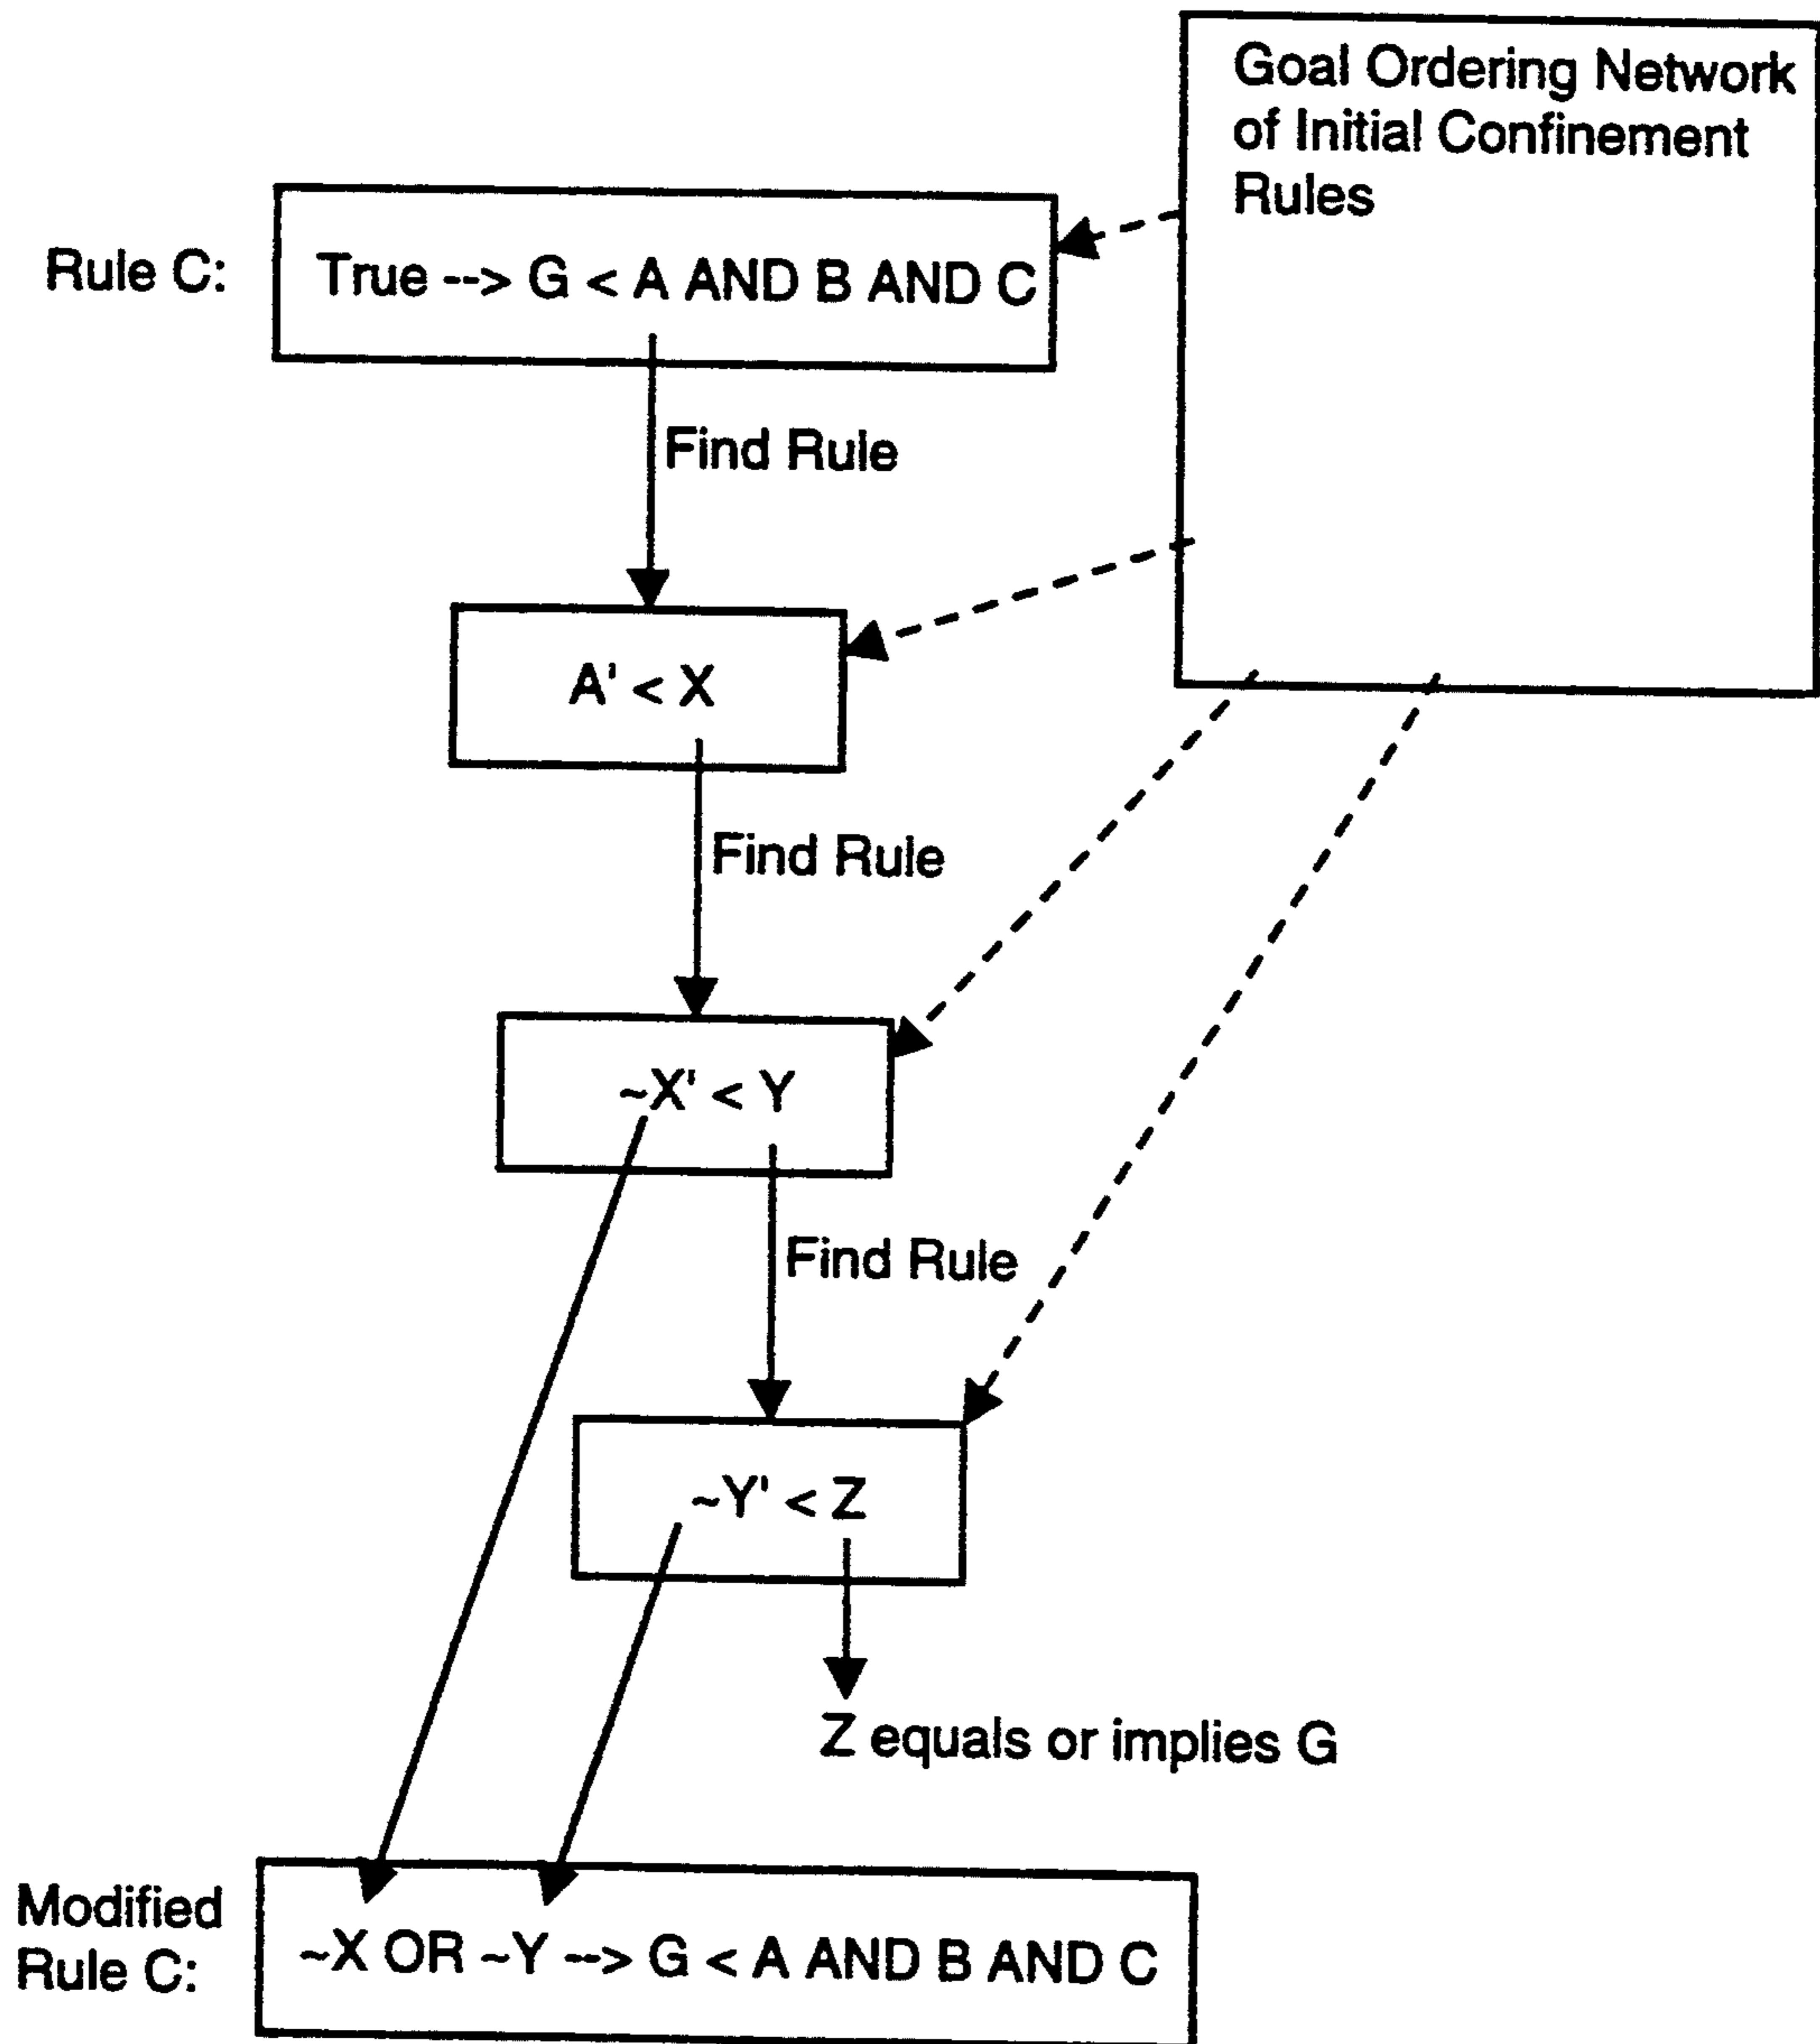 Goal Ordering Network
of Initial Confinement
Rules
Rule C:
True --> G < A AND B AND C
Find Rule
A' < X
Find Rule
~X' < Y
Find Rule
~Y' < Z
Z equals or implies G
Modified
Rule C:
~X OR ~Y --> G < A AND B AND C